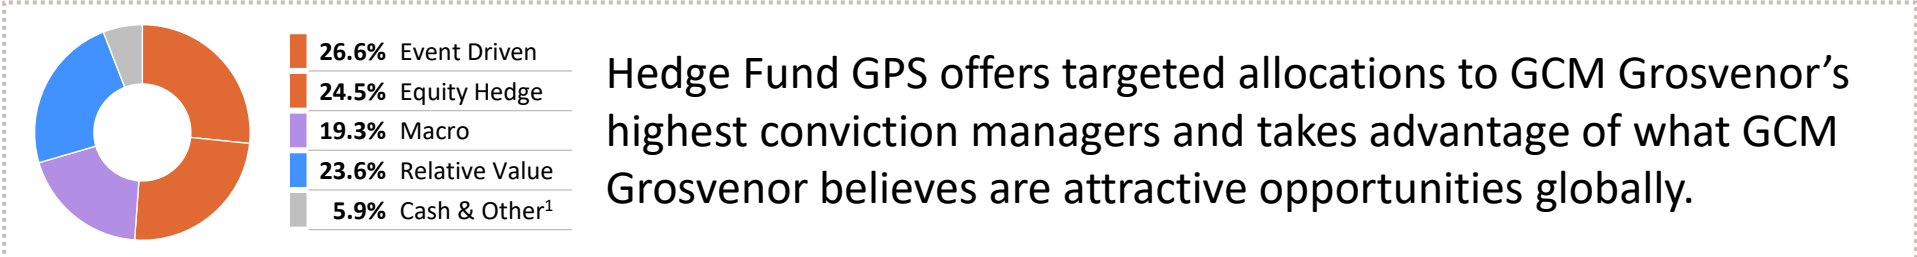 26.6% Event Driven
24.5% Equity Hedge
19.3% Macro
23.6% Relative Value
5.9% Cash & Other¹
Hedge Fund GPS offers targeted allocations to GCM Grosvenor’s
highest conviction managers and takes advantage of what GCM
Grosvenor believes are attractive opportunities globally.